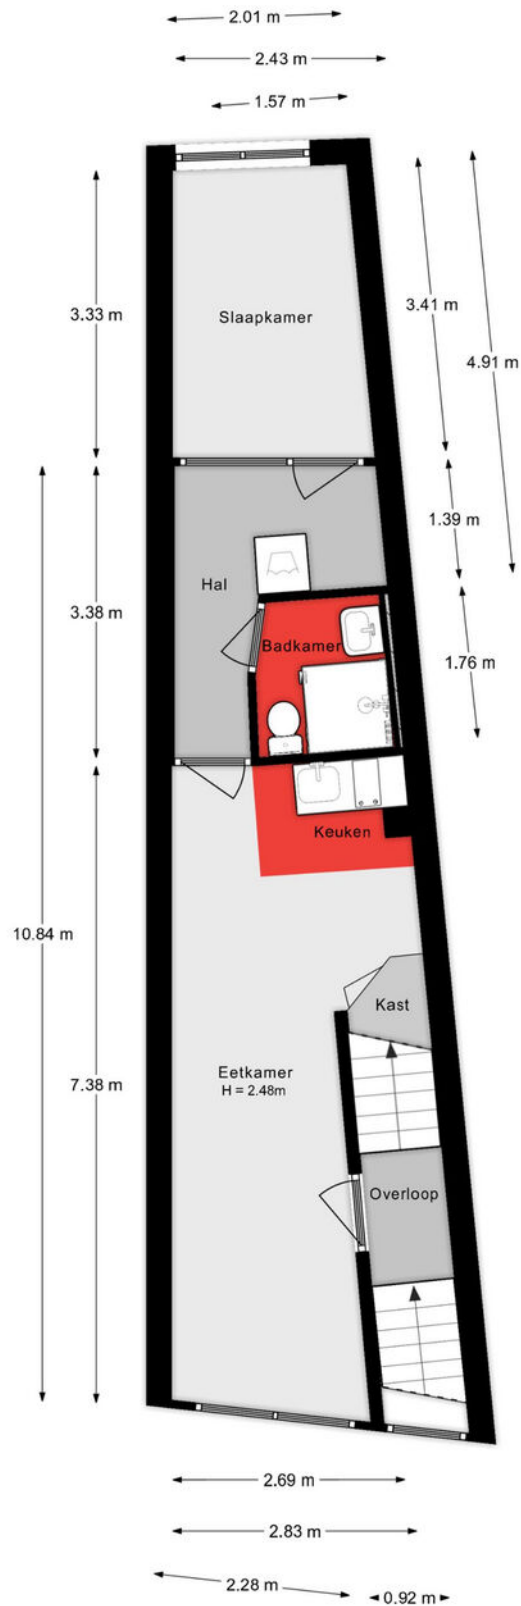 2.01 m
2.43 m
1.57 m
3.33 m
Slaapkamer
3.41 m
4.91 m
1.39 m
Hal
3.38 m
Badkamer
1.76 m
Keuken
10.84 m
Kast
Eetkamer
H = 2.48m
7.38 m
Overloop
2.69 m
2.83 m
2.28 m
0.92 m